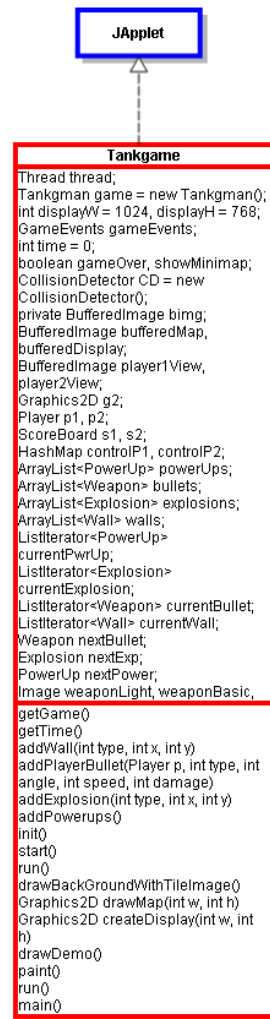 JApplet
Tankgame
Thread thread;
Tankgman game = new Tankgman();
int displayW = 1024, displayH = 768;
GameEvents gameEvents;
int time = 0;
boolean gameOver, showMinimap;
CollisionDetector CD = new
CollisionDetector();
private BufferedImage bimg;
BufferedImage bufferedMap,
bufferedDisplay;
BufferedImage player1View,
player2View;
Graphics2D g2;
Player p1, p2;
ScoreBoard s1, s2;
HashMap controlP1, controlP2;
ArrayList<PowerUp> powerUps;
ArrayList<Weapon> bullets;
ArrayList<Explosion> explosions;
ArrayList<Wall> walls;
ListIterator<PowerUp>
currentPwrUp;
ListIterator<Explosion>
currentExplosion;
ListIterator<Weapon> currentBullet;
ListIterator<Wall> currentWall;
Weapon nextBullet;
Explosion nextExp;
PowerUp nextPower;
Image weaponLight, weaponBasic,
getGame()
getTime()
addWall(int type, int x, int y)
addPlayerBullet(Player p, int type, int
angle, int speed, int damage)
addExplosion(int type, int x, int y)
addPowerups()
init()
start()
run()
drawBackGroundWithTileImage()
Graphics2D drawMap(int w, int h)
Graphics2D createDisplay(int w, int
h)
drawDemo()
paint()
run()
main()